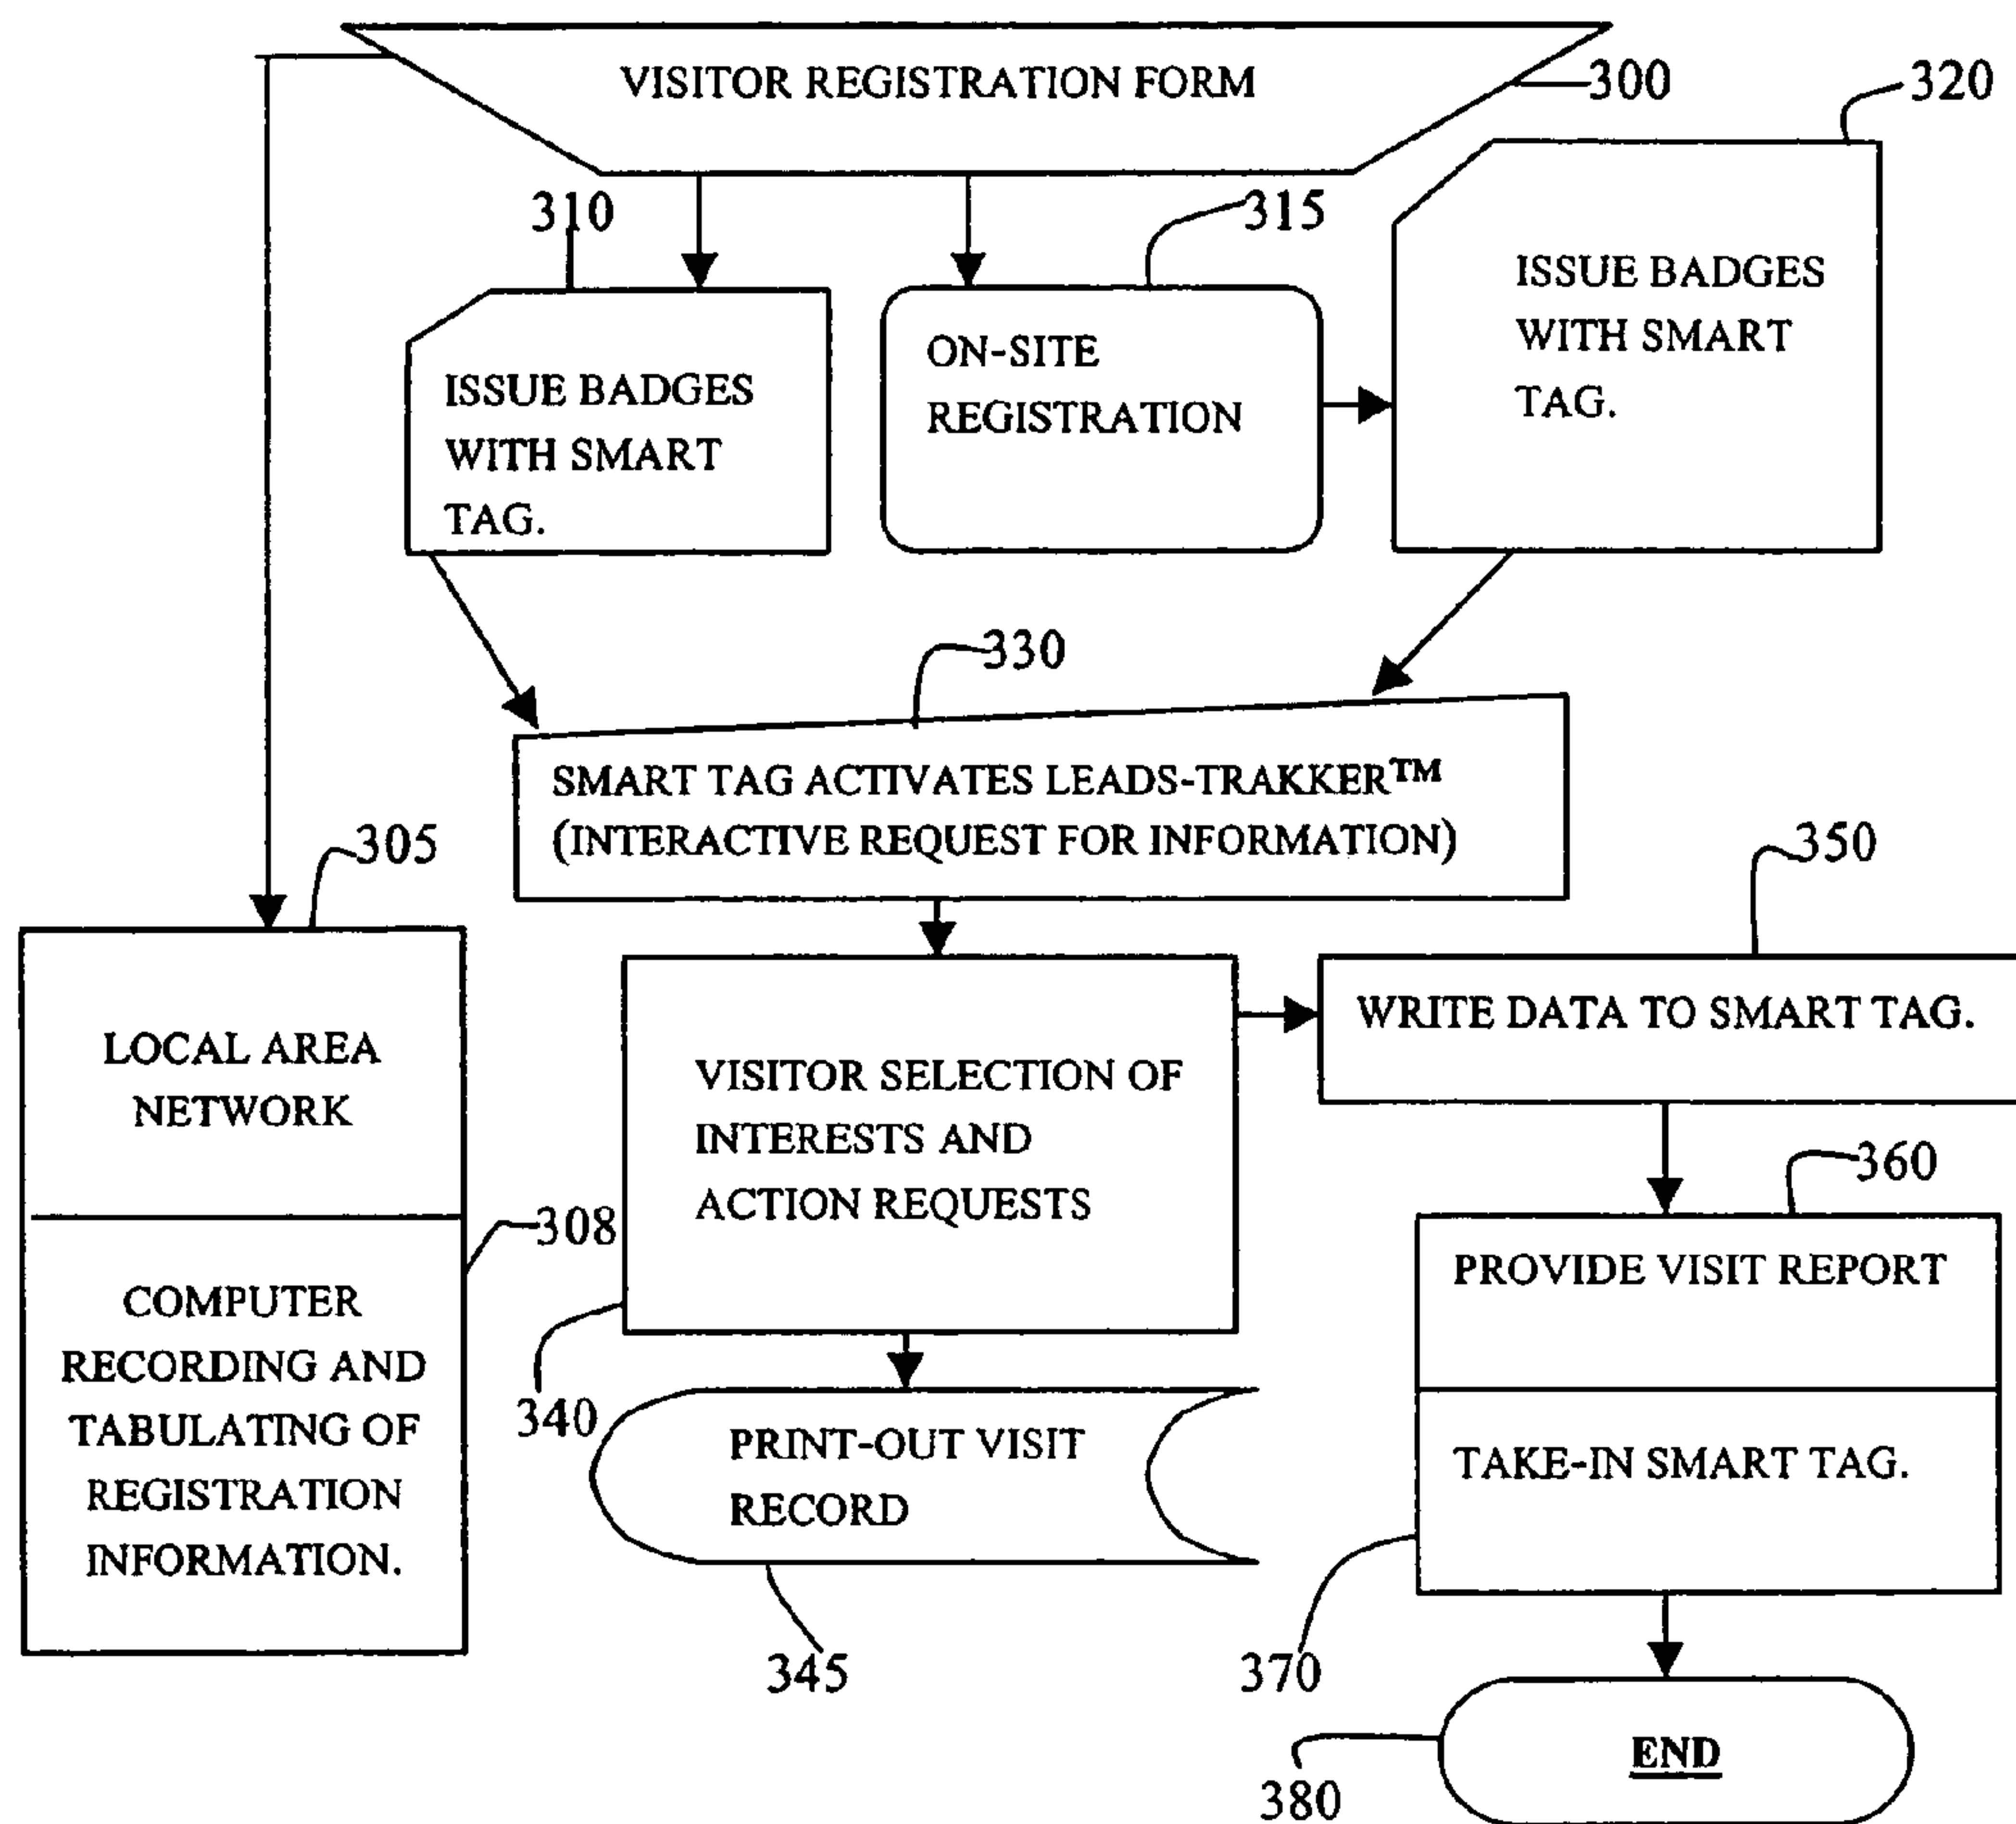 VISITOR REGISTRATION FORM
300
320
310
315
ISSUE BADGES
WITH SMART
TAG.
ON-SITE
REGISTRATION
ISSUE BADGES
WITH SMART
TAG.
330
SMART TAG ACTIVATES LEADS-TRAKKER™
(INTERACTIVE REQUEST FOR INFORMATION)
305
350
LOCAL AREA
NETWORK
VISITOR SELECTION OF
INTERESTS AND
ACTION REQUESTS
WRITE DATA TO SMART TAG.
360
308
COMPUTER
RECORDING AND
TABULATING OF
REGISTRATION
INFORMATION.
PROVIDE VISIT REPORT
340
PRINT-OUT VISIT
RECORD
TAKE-IN SMART TAG.
345
370
END
380